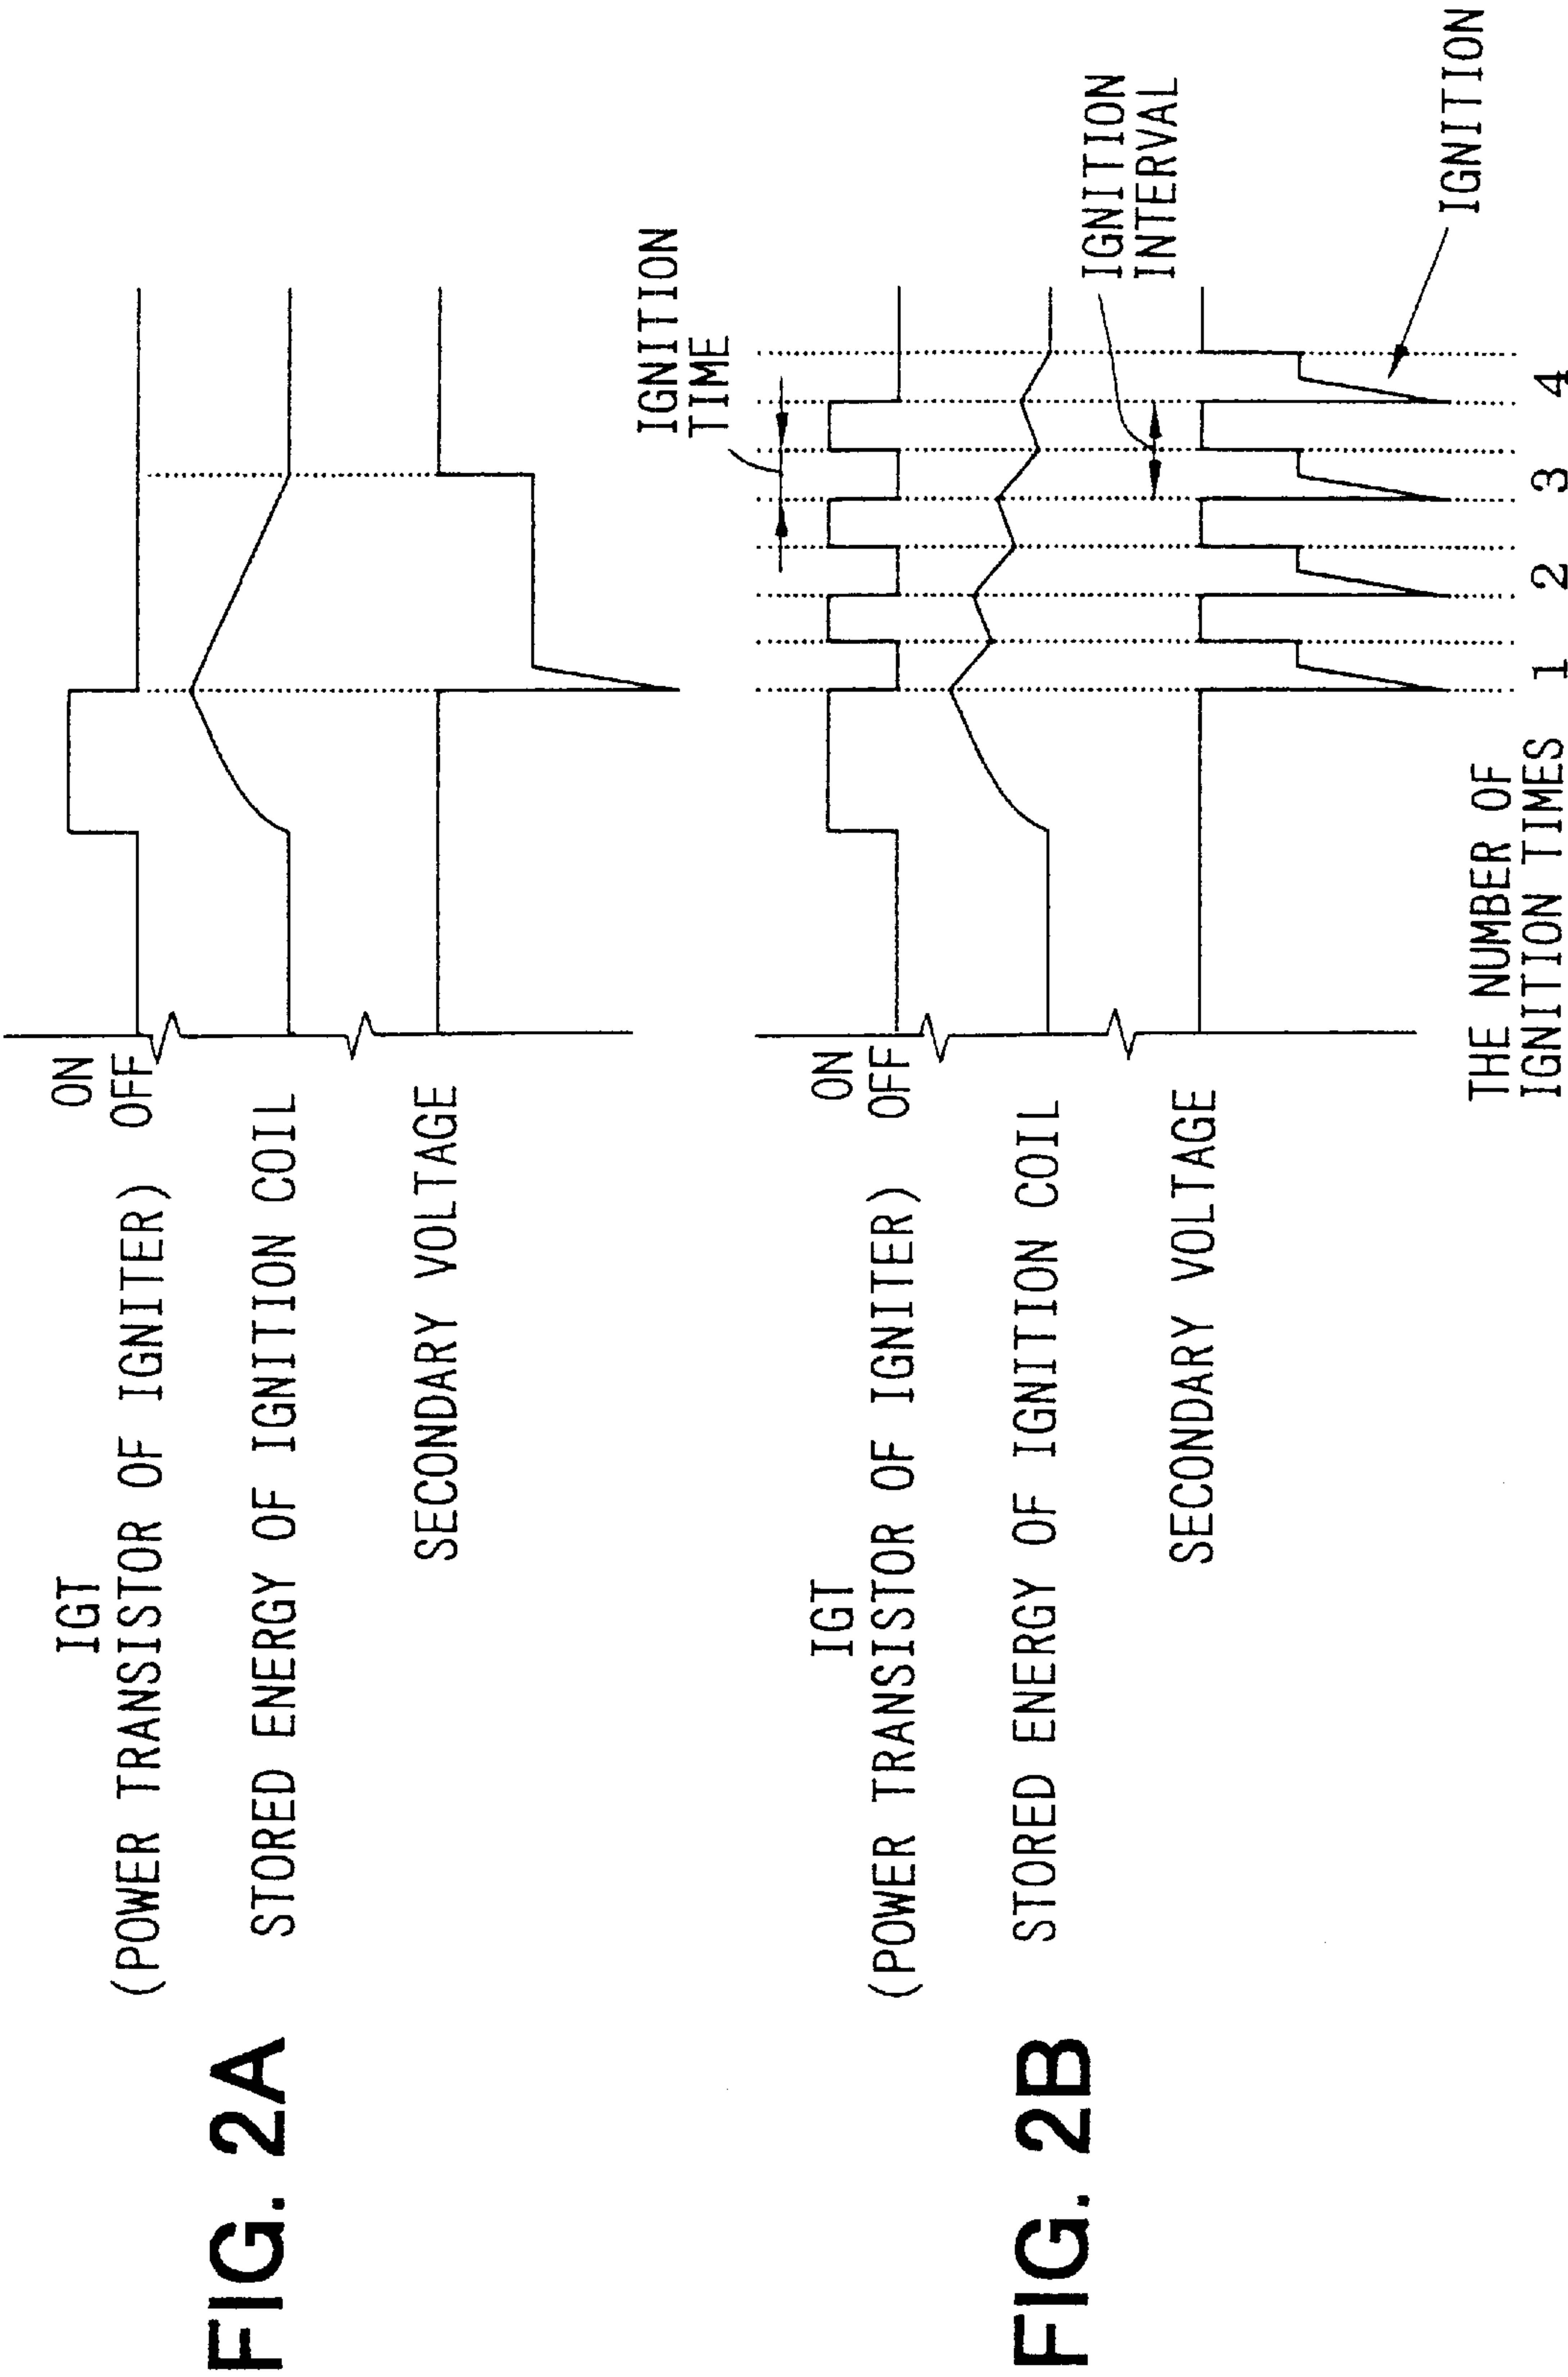 FIG. 2A
IGT
(POWER TRANSISTOR OF IGNITER)
ON
OFF
STORED ENERGY OF IGNITION COIL
SECONDARY VOLTAGE
FIG. 2B
IGT
(POWER TRANSISTOR OF IGNITER)
ON
OFF
STORED ENERGY OF IGNITION COIL
SECONDARY VOLTAGE
IGNITION
TIME
IGNITION
INTERVAL
IGNITION
THE NUMBER OF
IGNITION TIMES
1 2 3 4